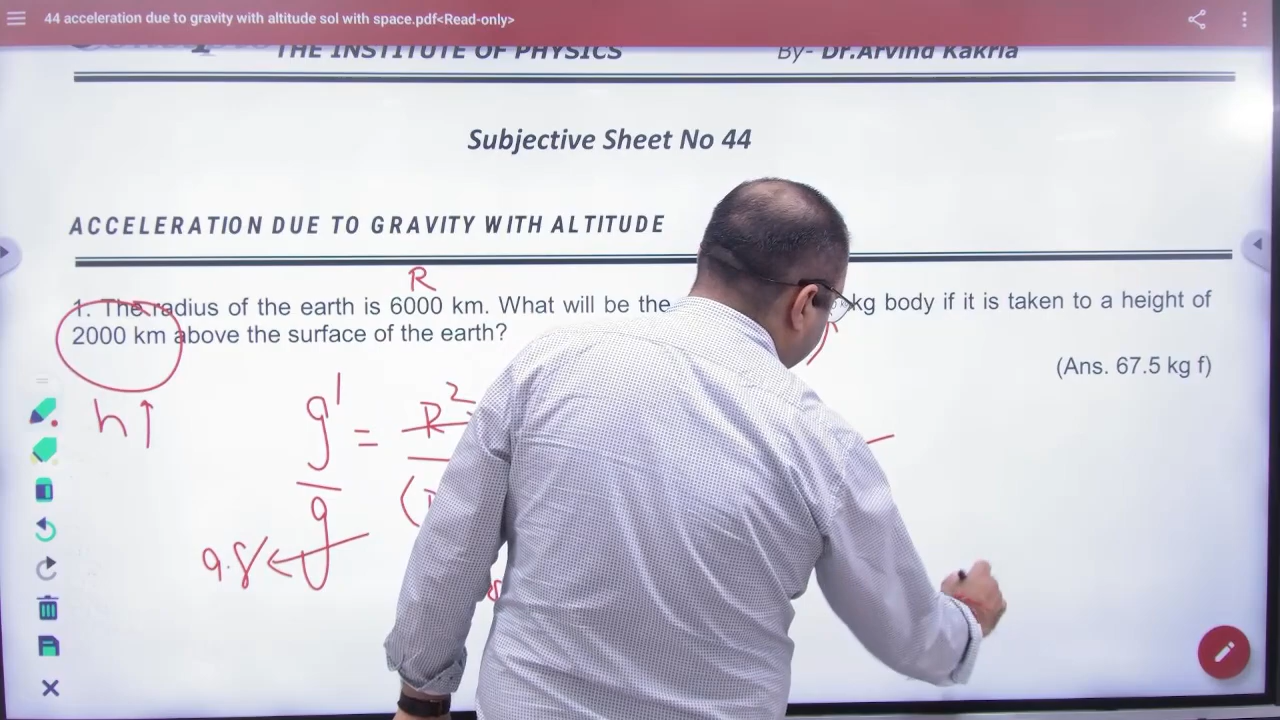 44 acceleration due to gravity with altitude sol with space.pdf<Read-only>
THE INSTITUTE OF PHYSICS By- Dr.Arvind Kakria
Subjective Sheet No 44
ACCELERATION DUE TO GRAVITY WITH ALTITUDE
R
1. The radius of the earth is 6000 km. What will be the kg body if it is taken to a height of
2000 km above the surface of the earth?
(Ans. 67.5 kg f)
h↑
g' = R²
g (
9.8 ←